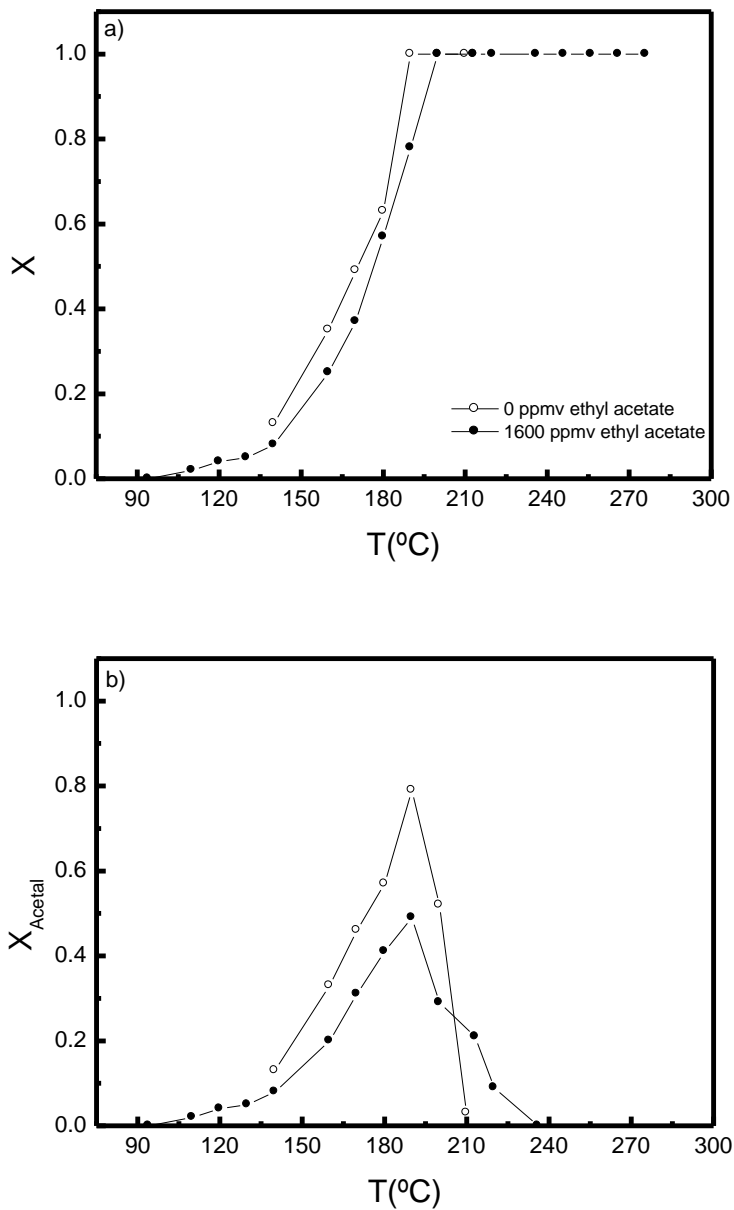 a)
1.0
0.8
0.6
0.4
0.2
0.0
X
0 ppmv ethyl acetate
1600 ppmv ethyl acetate
90 120 150 180 210 240 270 300
T(ºC)
b)
1.0
0.8
0.6
0.4
0.2
0.0
X Acetal
90 120 150 180 210 240 270 300
T(ºC)